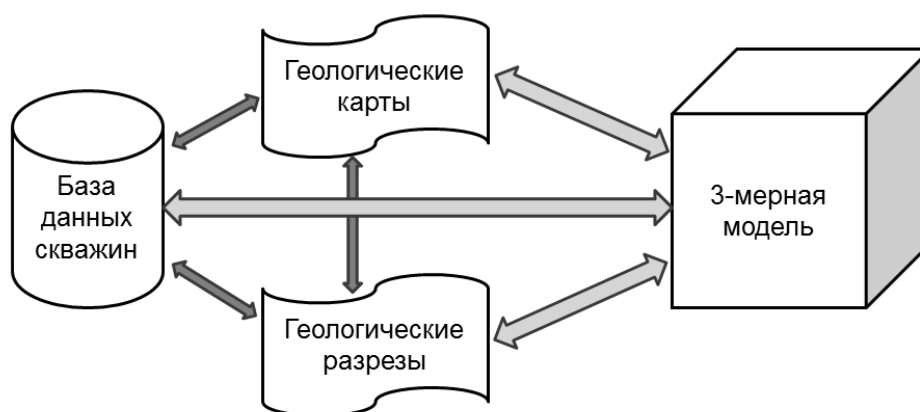 Геологические
карты
База
данных
скважин
3-мерная
модель
Геологические
разрезы